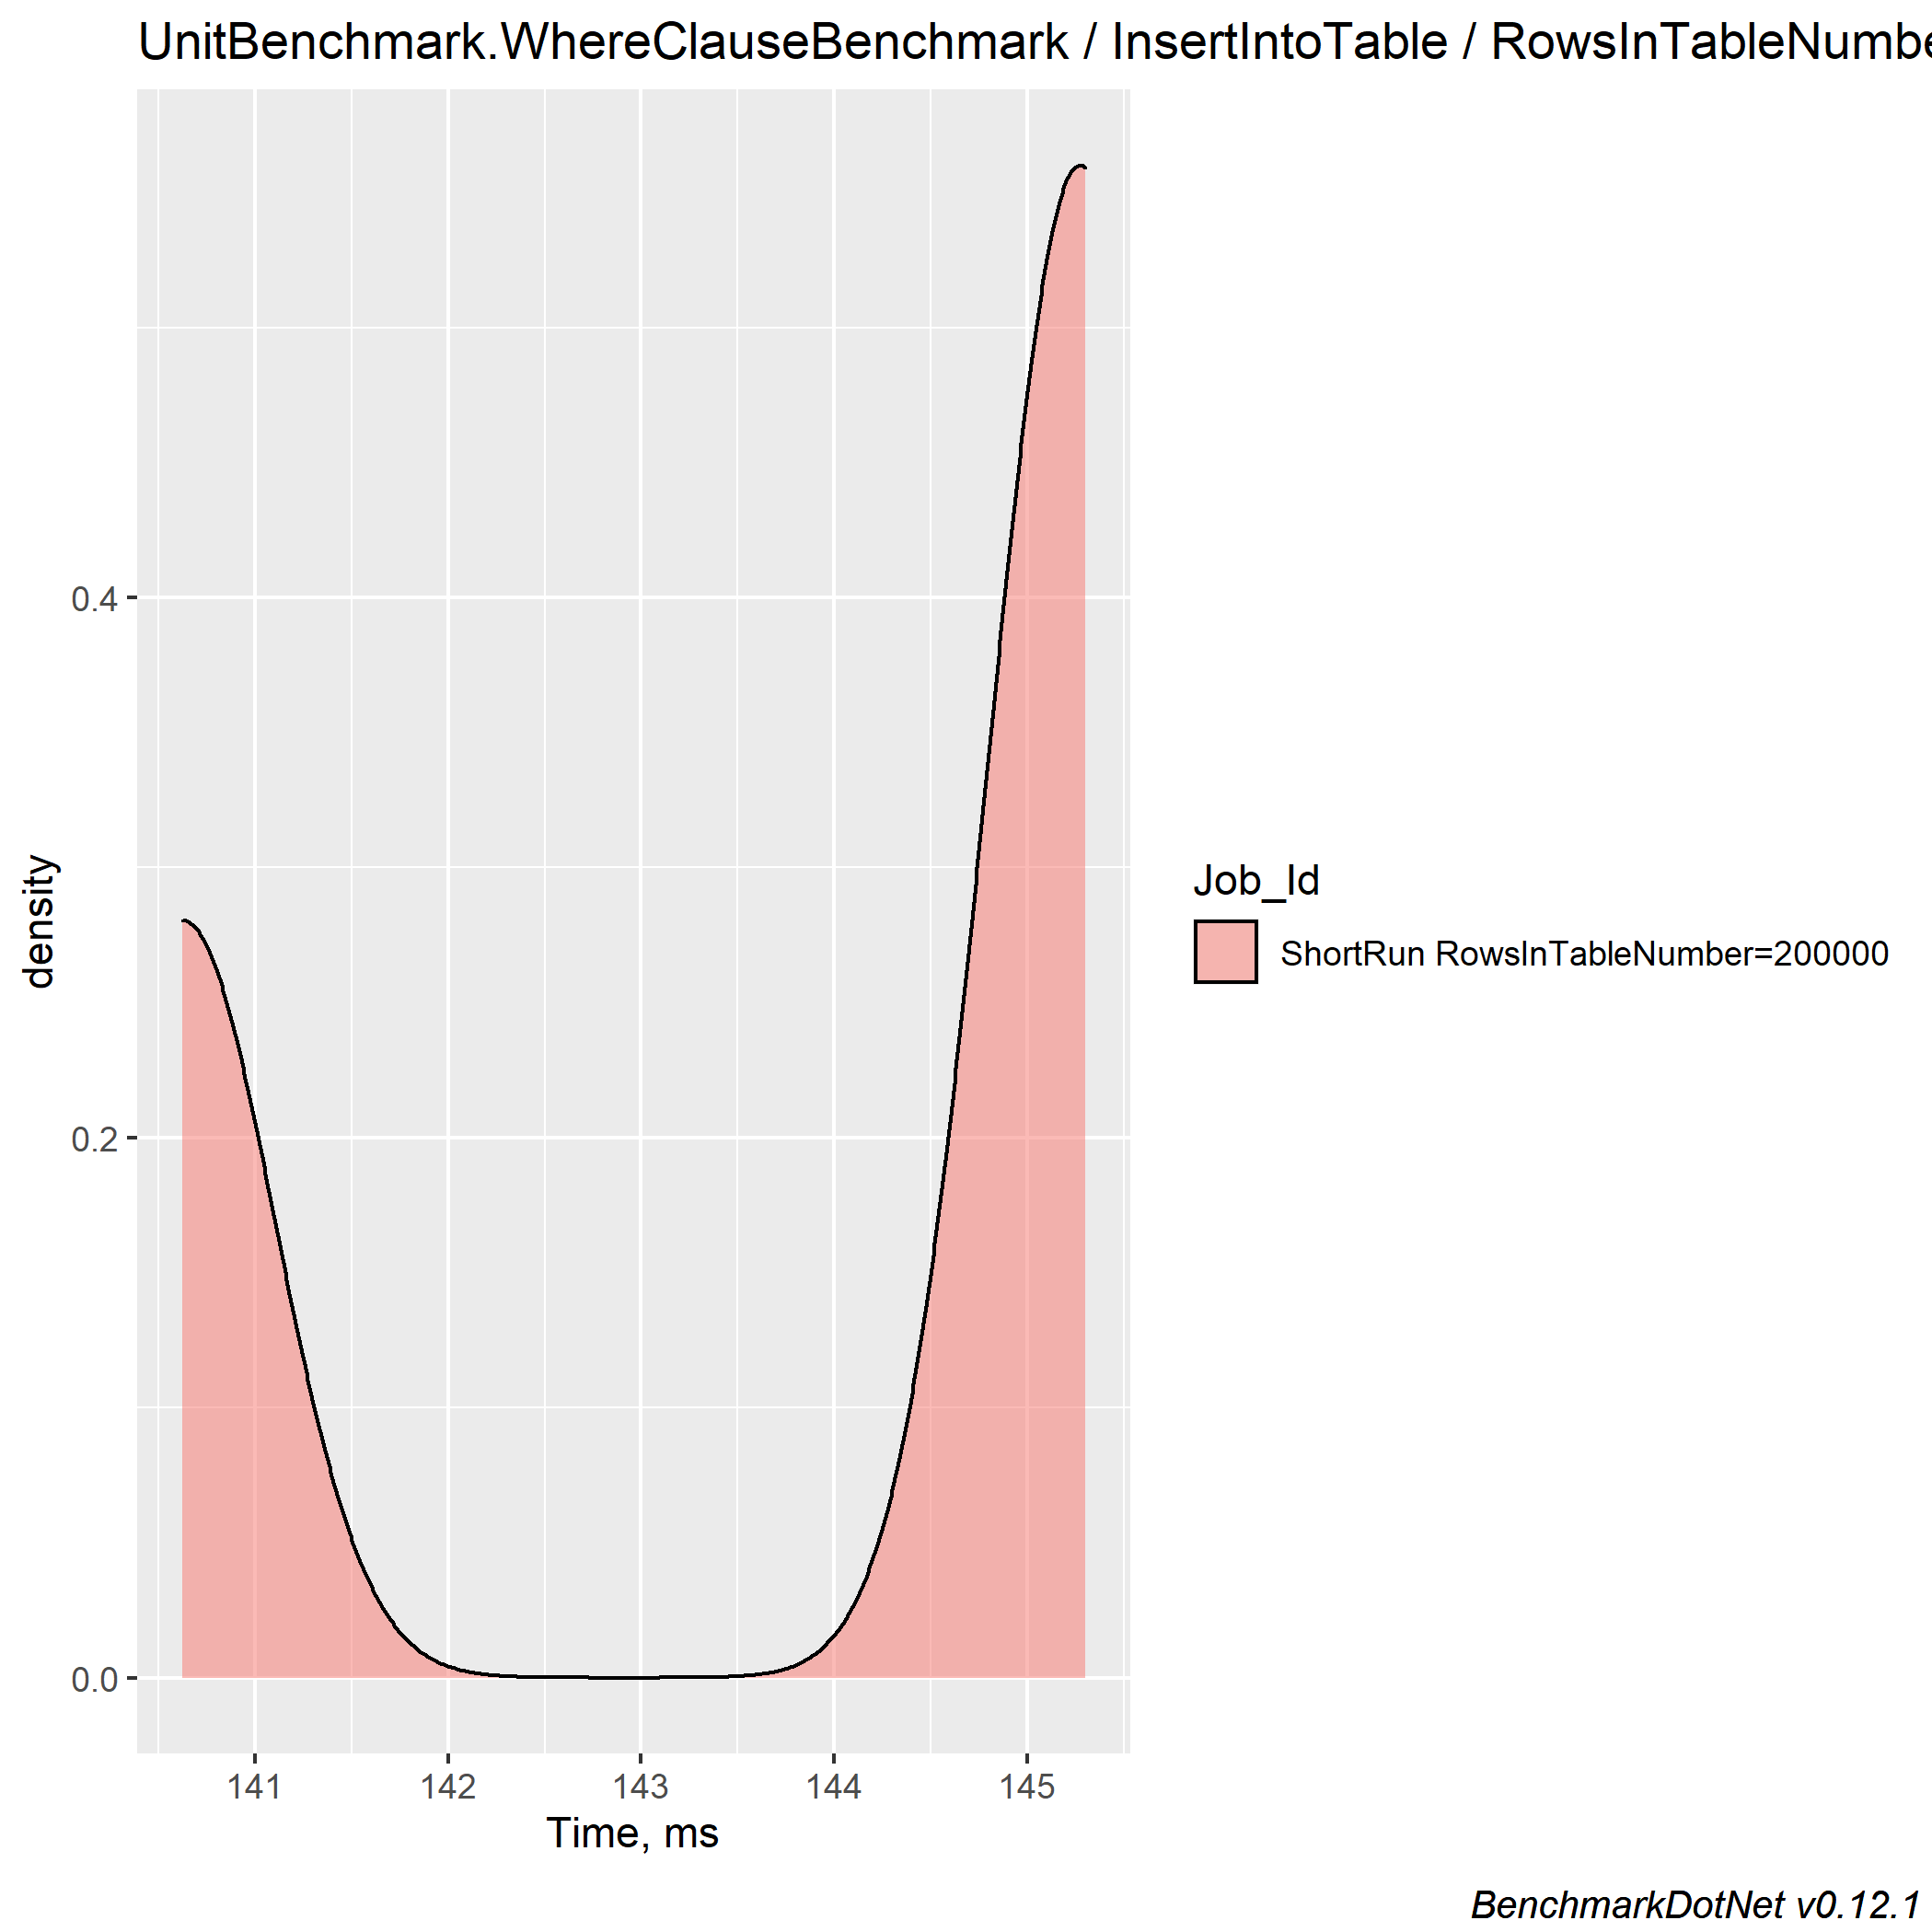 UnitBenchmark.WhereClauseBenchmark / InsertIntoTable / RowsInTableNumbe
0.4
0.2
0.0
density
141 142 143 144 145
Time, ms
Job_Id
ShortRun RowsInTableNumber=200000
BenchmarkDotNet v0.12.1